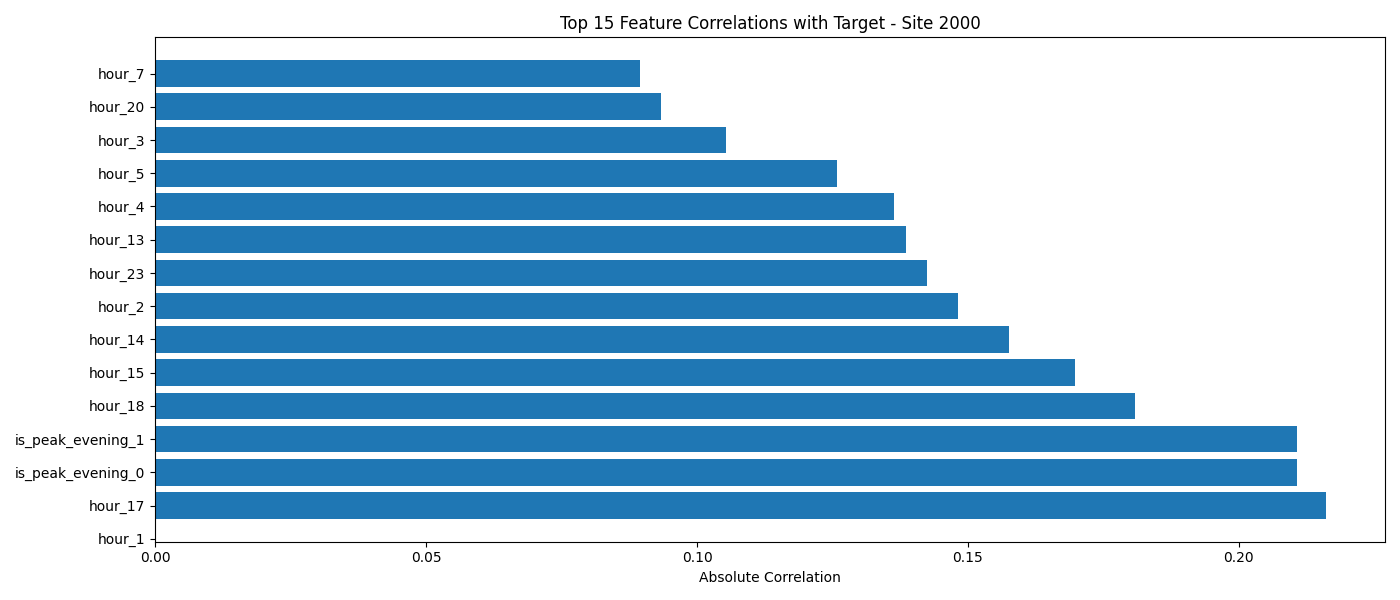 Top 15 Feature Correlations with Target - Site 2000
hour_7
hour_20
hour_3
hour_5
hour_4
hour_13
hour_23
hour_2
hour_14
hour_15
hour_18
is_peak_evening_1
is_peak_evening_0
hour_17
hour_1
0.00 0.05 0.10 0.15 0.20
Absolute Correlation